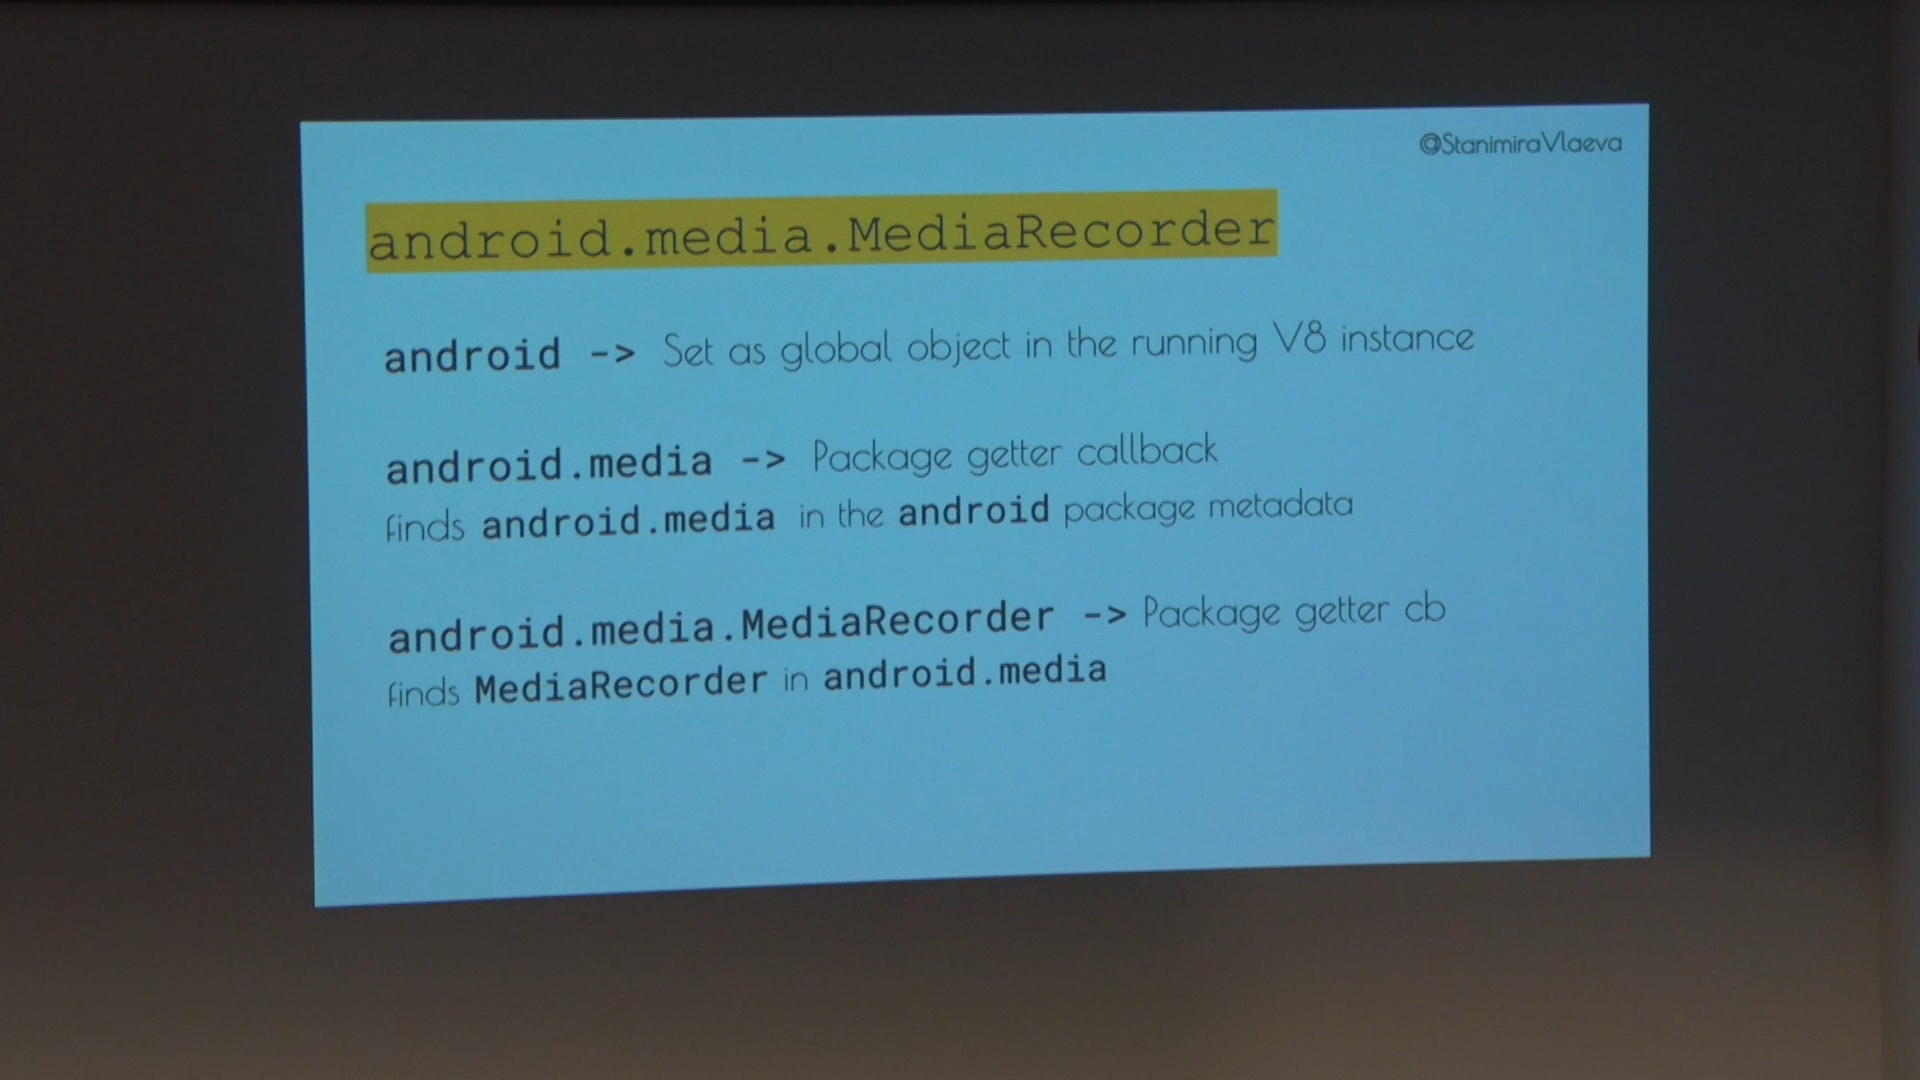 @StanimiraVlaeva
android.media.MediaRecorder
android -> Set as global object in the running V8 instance
android.media -> Package getter callback
finds android.media in the android package metadata
android.media.MediaRecorder -> Package getter cb
finds MediaRecorder in android.media